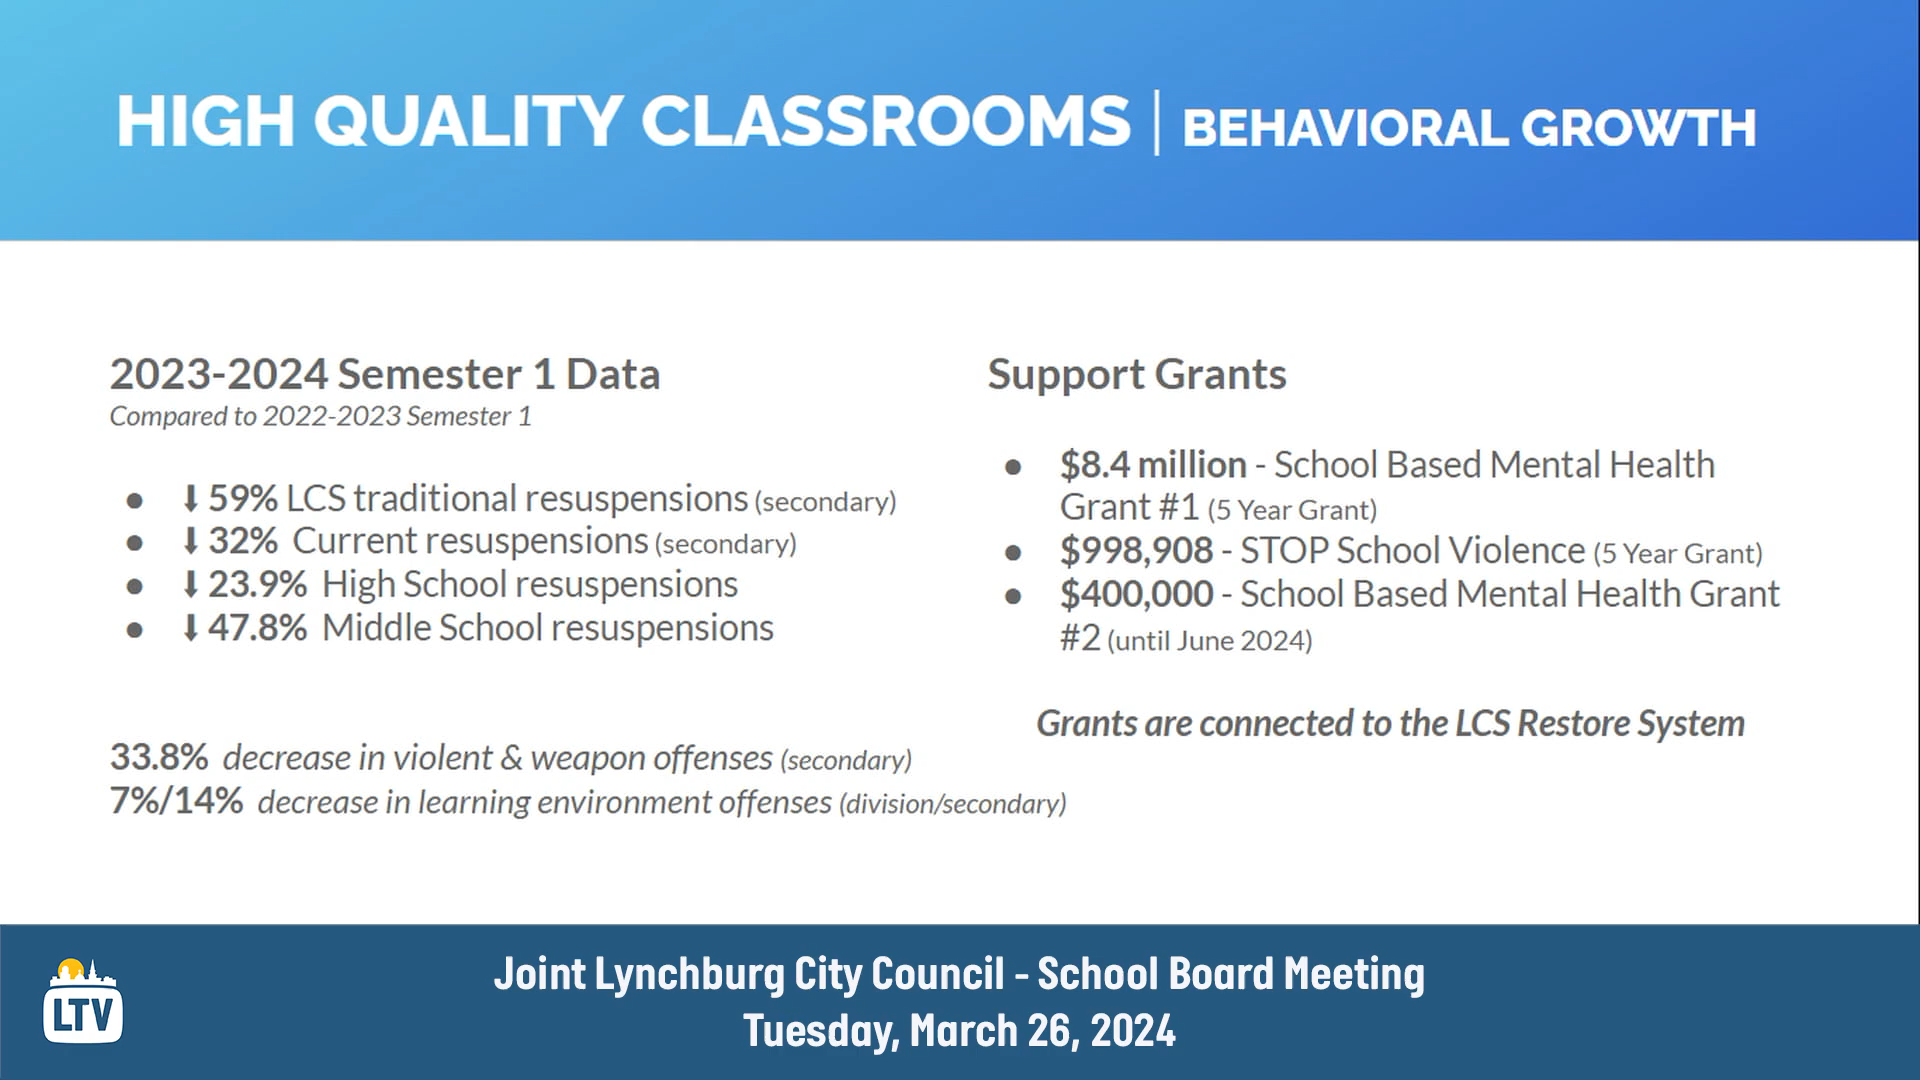 HIGH QUALITY CLASSROOMS | BEHAVIORAL GROWTH
2023-2024 Semester 1 Data
Compared to 2022-2023 Semester 1
● ⬇ 59% LCS traditional resuspensions (secondary)
● ⬇ 32% Current resuspensions (secondary)
● ⬇ 23.9% High School resuspensions
● ⬇ 47.8% Middle School resuspensions
33.8% decrease in violent & weapon offenses (secondary)
7%/14% decrease in learning environment offenses (division/secondary)
Support Grants
● $8.4 million - School Based Mental Health
Grant #1 (5 Year Grant)
● $998,908 - STOP School Violence (5 Year Grant)
● $400,000 - School Based Mental Health Grant
#2 (until June 2024)
Grants are connected to the LCS Restore System
LTV
Joint Lynchburg City Council - School Board Meeting
Tuesday, March 26, 2024